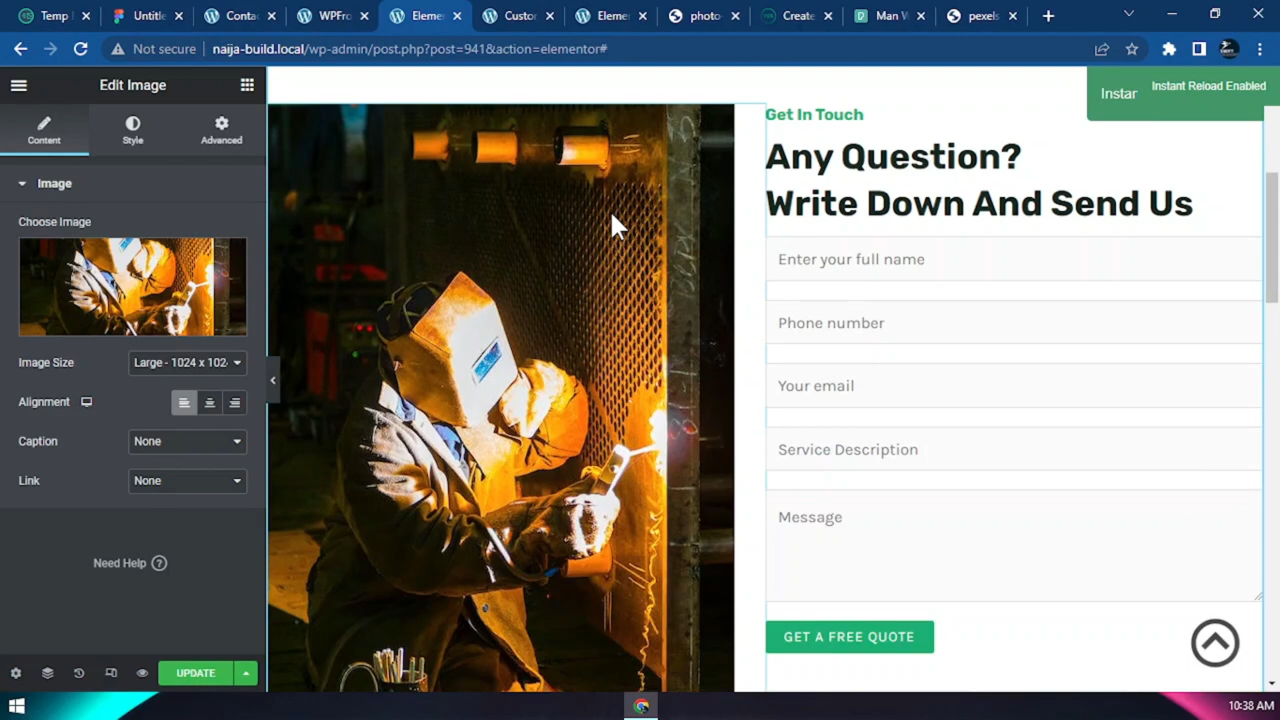 Temp
Untitle
Contac
WPFro
Eleme
Custor
Elemer
photo-
Create
Man W
pexels
Not secure
naija-build.local/wp-admin/post.php?post=941&action=elementor#
Edit Image
Content
Style
Advanced
Image
Choose Image
Image Size
Large - 1024 x 102
Alignment
Caption
None
Link
None
Need Help ?
UPDATE
Instar
Instant Reload Enabled
Get In Touch
Any Question?
Write Down And Send Us
Enter your full name
Phone number
Your email
Service Description
Message
GET A FREE QUOTE
10:38 AM